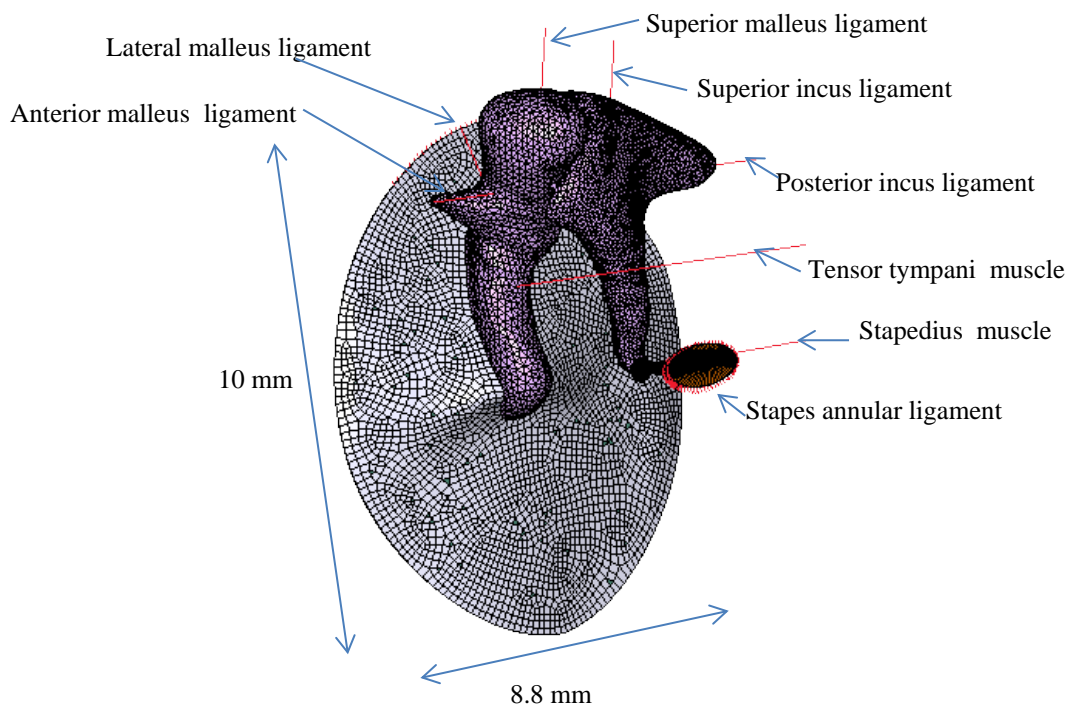 Superior malleus ligament
Lateral malleus ligament
Superior incus ligament
Anterior malleus  ligament
Posterior incus ligament
Tensor tympani  muscle
Stapedius  muscle
10 mm
Stapes annular ligament
8.8 mm